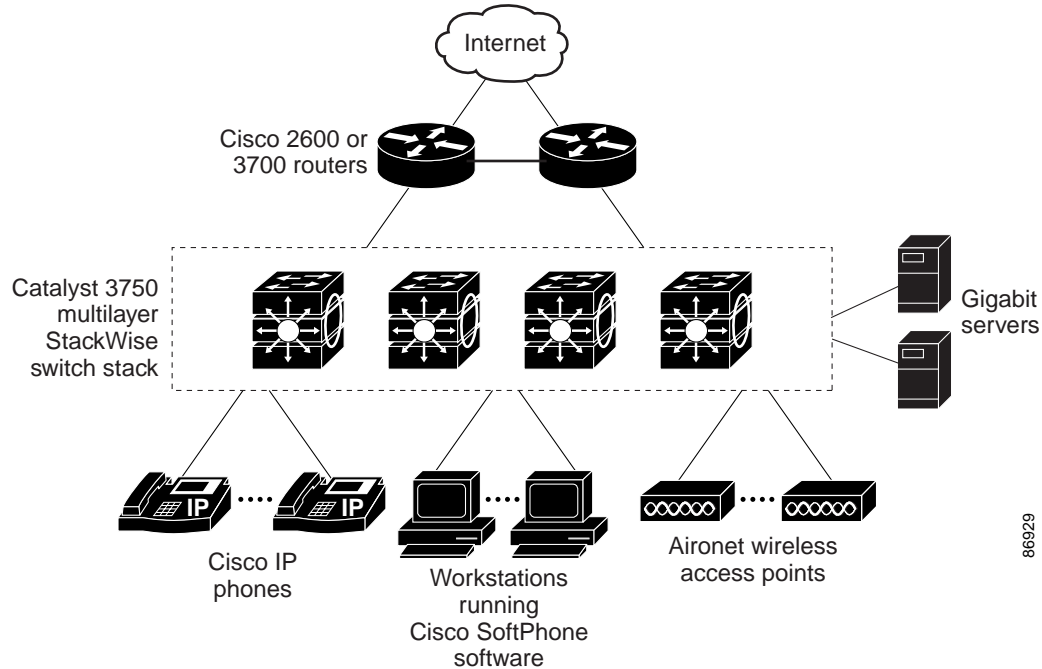 Internet
Cisco 2600 or
3700 routers
Catalyst 3750
multilayer
StackWise
switch stack
Gigabit
servers
IP
IP
Cisco IP
phones
Workstations
running
Cisco SoftPhone
software
Aironet wireless
access points
86929